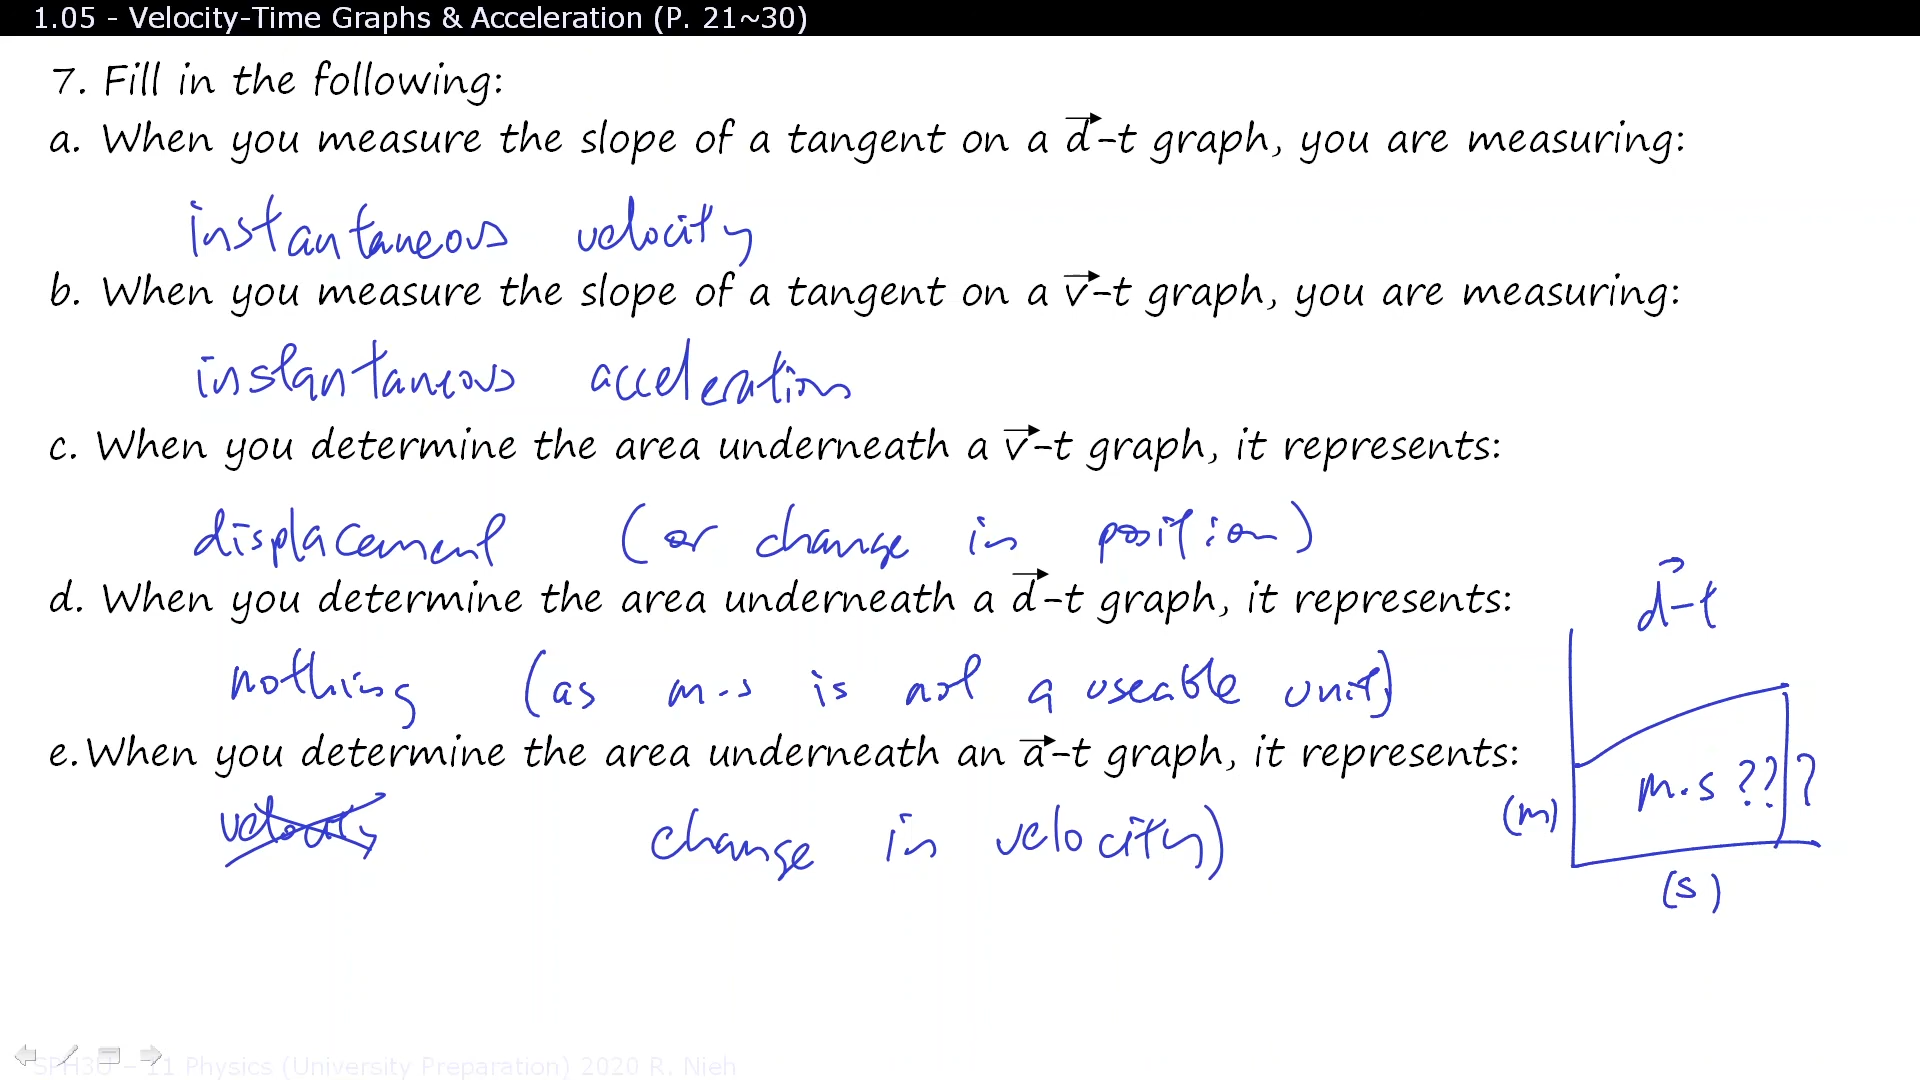 1.05 - Velocity-Time Graphs & Acceleration (P. 21~30)
7. Fill in the following:
a. When you measure the slope of a tangent on a d⃗-t graph, you are measuring:
instantaneous velocity
b. When you measure the slope of a tangent on a v⃗-t graph, you are measuring:
instantaneous acceleration
c. When you determine the area underneath a v⃗-t graph, it represents:
displacement (or change in position)
d. When you determine the area underneath a d⃗-t graph, it represents:
nothing (as m·s is not a useable unit)
e. When you determine the area underneath an a⃗-t graph, it represents:
velocity change in velocity)
d⃗-t
m·s ???
(m)
(s)
SPH3U – 11 Physics (University Preparation) 2020 R. Nieh